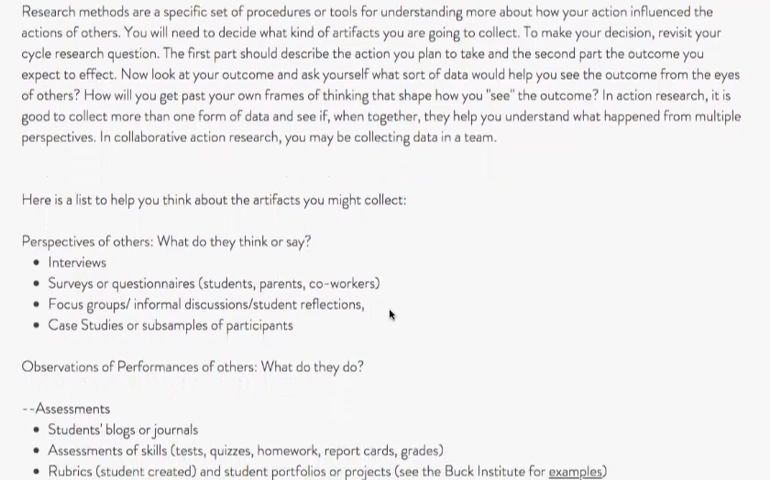 Research methods are a specific set of procedures or tools for understanding more about how your action influenced the
actions of others. You will need to decide what kind of artifacts you are going to collect. To make your decision, revisit your
cycle research question. The first part should describe the action you plan to take and the second part the outcome you
expect to effect. Now look at your outcome and ask yourself what sort of data would help you see the outcome from the eyes
of others? How will you get past your own frames of thinking that shape how you "see" the outcome? In action research, it is
good to collect more than one form of data and see if, when together, they help you understand what happened from multiple
perspectives. In collaborative action research, you may be collecting data in a team.
Here is a list to help you think about the artifacts you might collect:
Perspectives of others: What do they think or say?
• Interviews
• Surveys or questionnaires (students, parents, co-workers)
• Focus groups/ informal discussions/student reflections,
• Case Studies or subsamples of participants
Observations of Performances of others: What do they do?
--Assessments
• Students' blogs or journals
• Assessments of skills (tests, quizzes, homework, report cards, grades)
• Rubrics (student created) and student portfolios or projects (see the Buck Institute for examples)